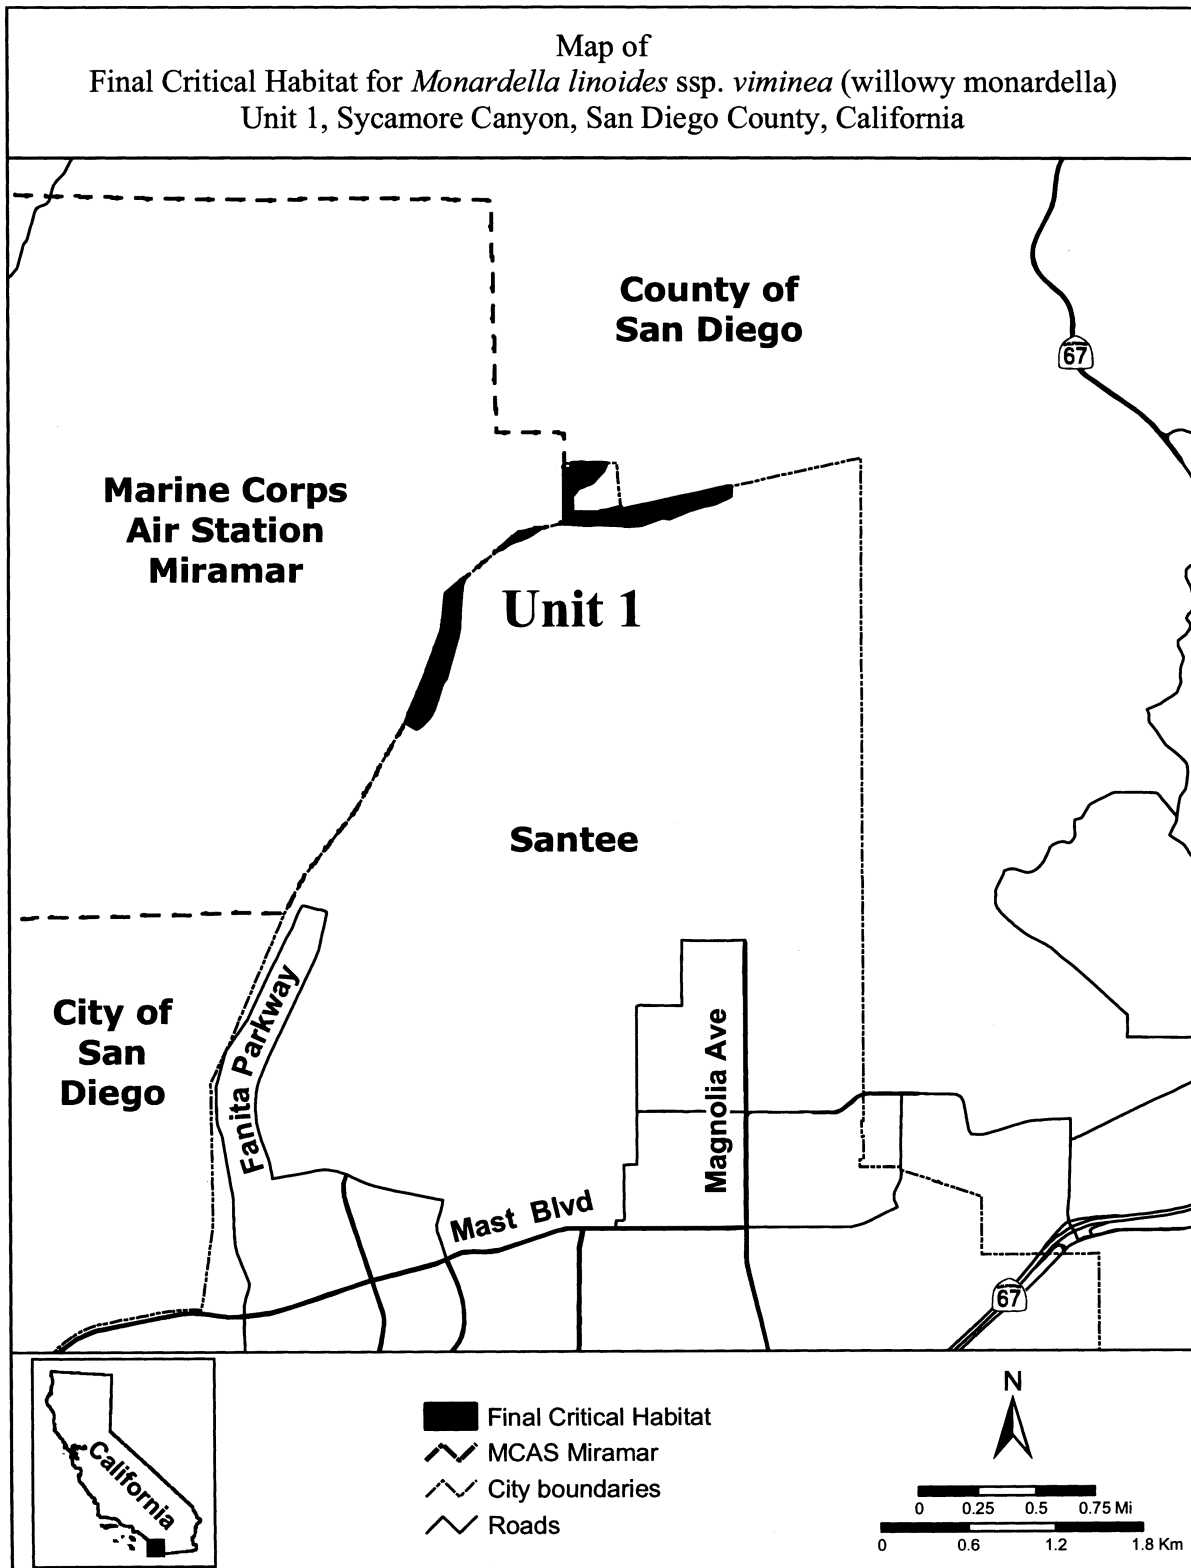 Map of
Final Critical Habitat for Monardella linoides ssp. viminea (willowy monardella)
Unit 1, Sycamore Canyon, San Diego County, California
County of
San Diego
67
Marine Corps
Air Station
Miramar
Unit 1
Santee
City of
San
Diego
Fanita Parkway
Magnolia Ave
Mast Blvd
67
California
Final Critical Habitat
MCAS Miramar
City boundaries
Roads
N
0 0.25 0.5 0.75 Mi
0 0.6 1.2 1.8 Km